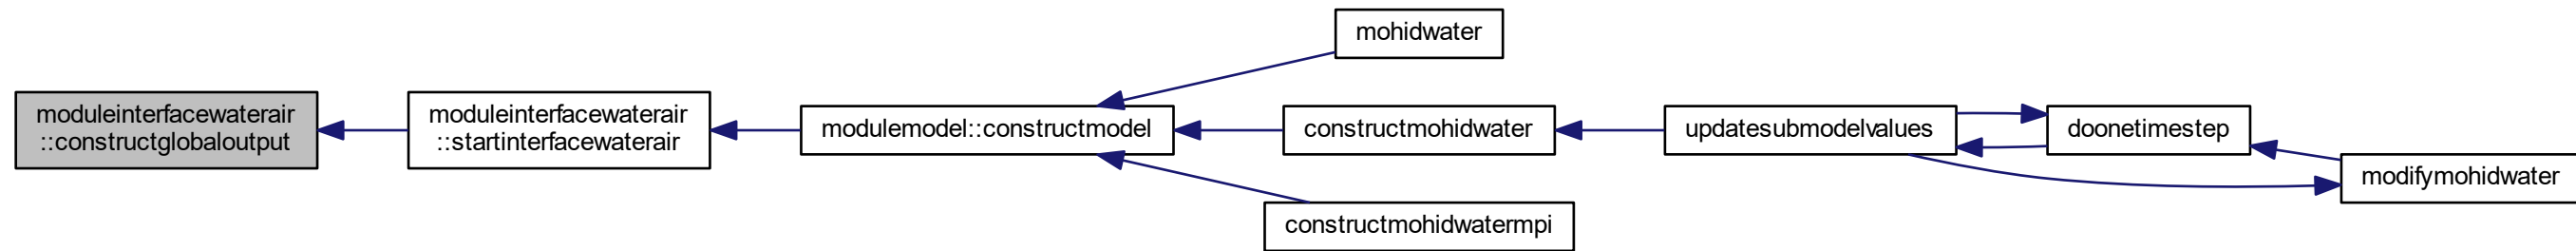 mohidwater
moduleinterfacewaterair
::constructglobaloutput
moduleinterfacewaterair
::startinterfacewaterair
modulemodel::constructmodel
constructmohidwater
updatesubmodelvalues
doonetimestep
modifymohidwater
constructmohidwatermpi